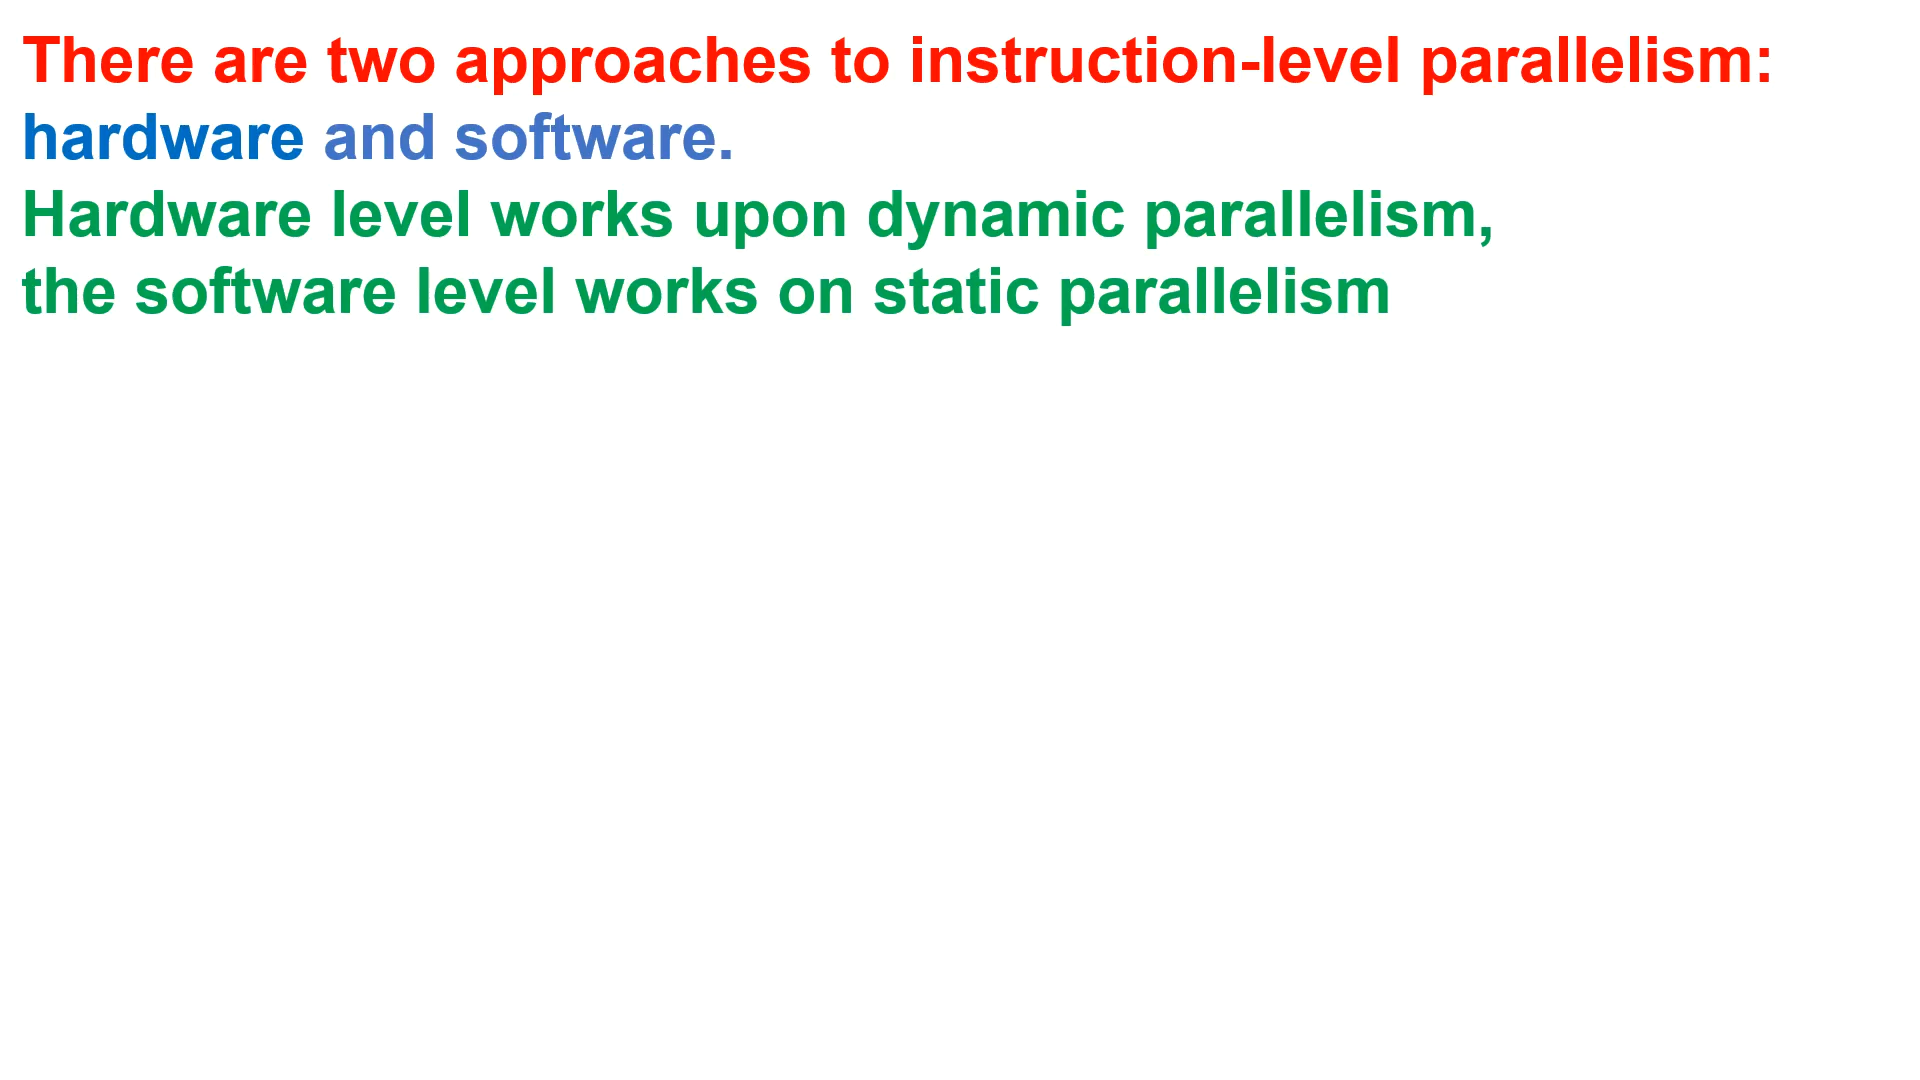 There are two approaches to instruction-level parallelism:
hardware and software.
Hardware level works upon dynamic parallelism,
the software level works on static parallelism